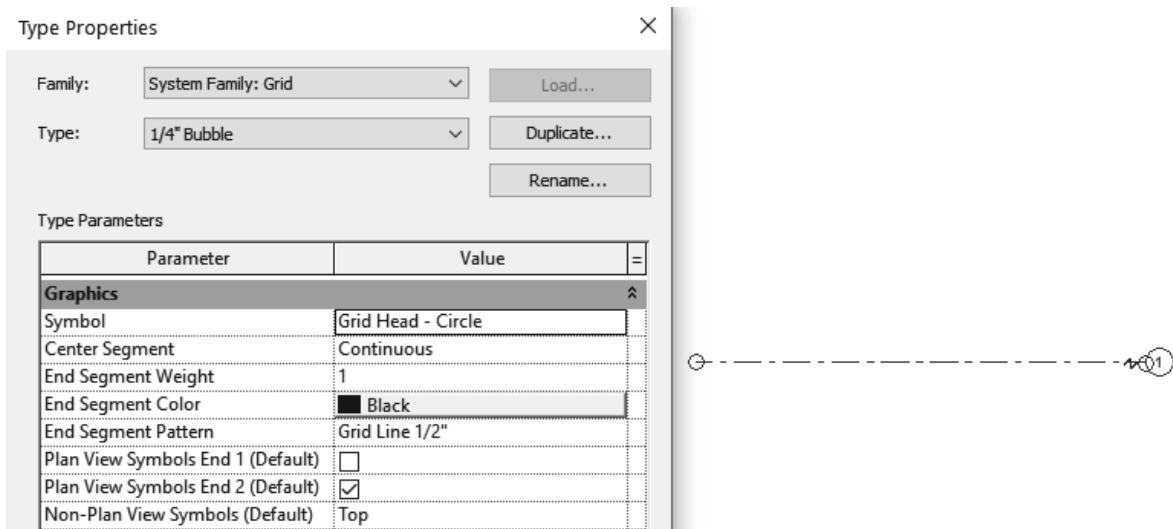 Type Properties
Family: System Family: Grid Load...
Type: 1/4" Bubble Duplicate...
Rename...
Type Parameters
Parameter Value =
Graphics
Symbol Grid Head - Circle
Center Segment Continuous
End Segment Weight 1
End Segment Color Black
End Segment Pattern Grid Line 1/2"
Plan View Symbols End 1 (Default)
Plan View Symbols End 2 (Default)
Non-Plan View Symbols (Default) Top
1